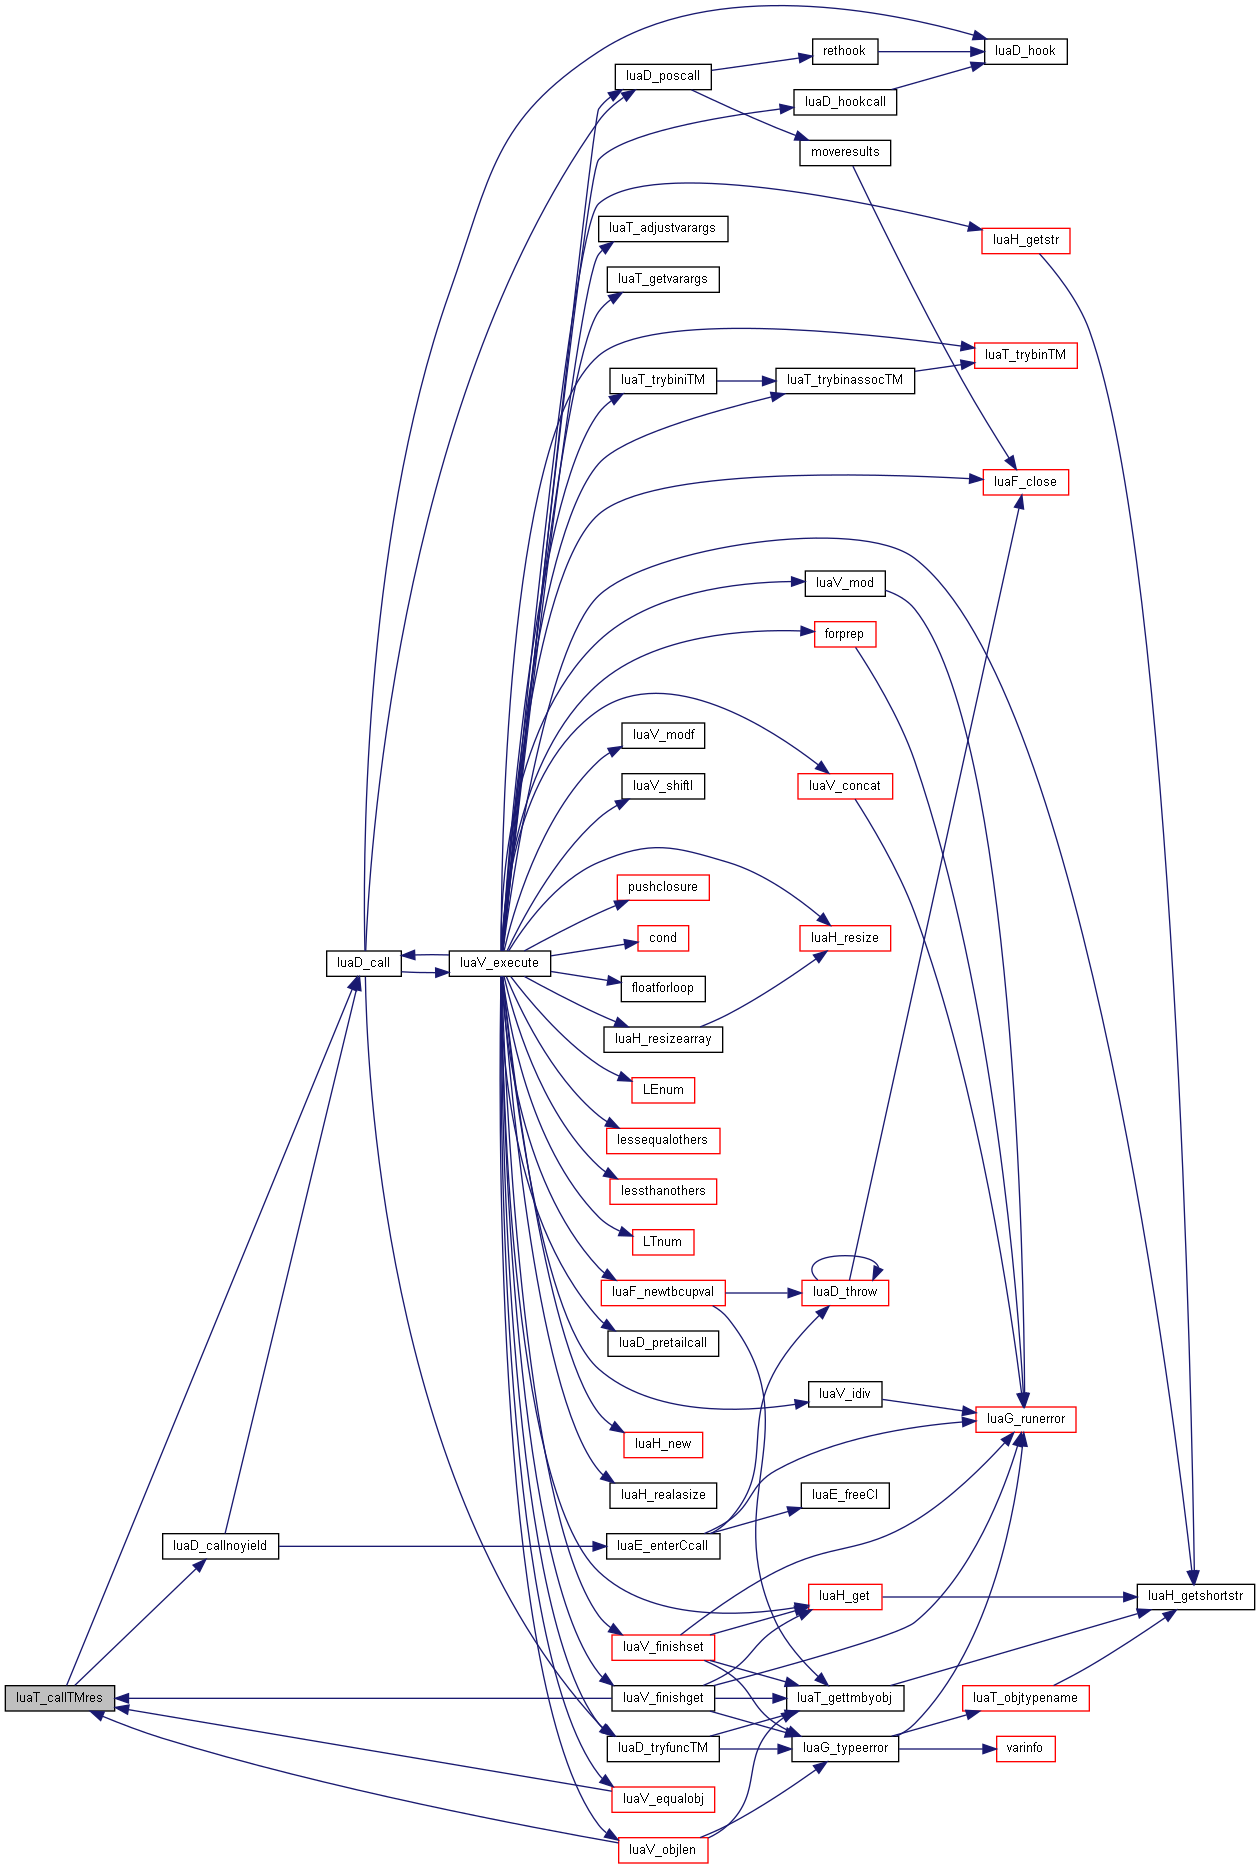 luaD_hook
rethook
luaD_poscall
luaD_hookcall
moveresults
luaT_adjustvarargs
luaH_getstr
luaT_getvarargs
luaT_trybinTM
luaT_trybiniTM
luaT_trybinassocTM
luaF_close
luaV_mod
forprep
luaV_modf
luaV_shiftl
luaV_concat
pushclosure
cond
luaH_resize
luaD_call
luaV_execute
floatforloop
luaH_resizearray
LEnum
lessequalothers
lessthanothers
LTnum
luaF_newtbcupval
luaD_throw
luaD_pretailcall
luaV_idiv
luaG_runerror
luaH_new
luaH_realasize
luaE_freeCI
luaD_callnoyield
luaE_enterCcall
luaH_get
luaH_getshortstr
luaV_finishset
luaT_callTMres
luaV_finishget
luaT_gettmbyobj
luaT_objtypename
luaD_tryfuncTM
luaG_typeerror
varinfo
luaV_equalobj
luaV_objlen